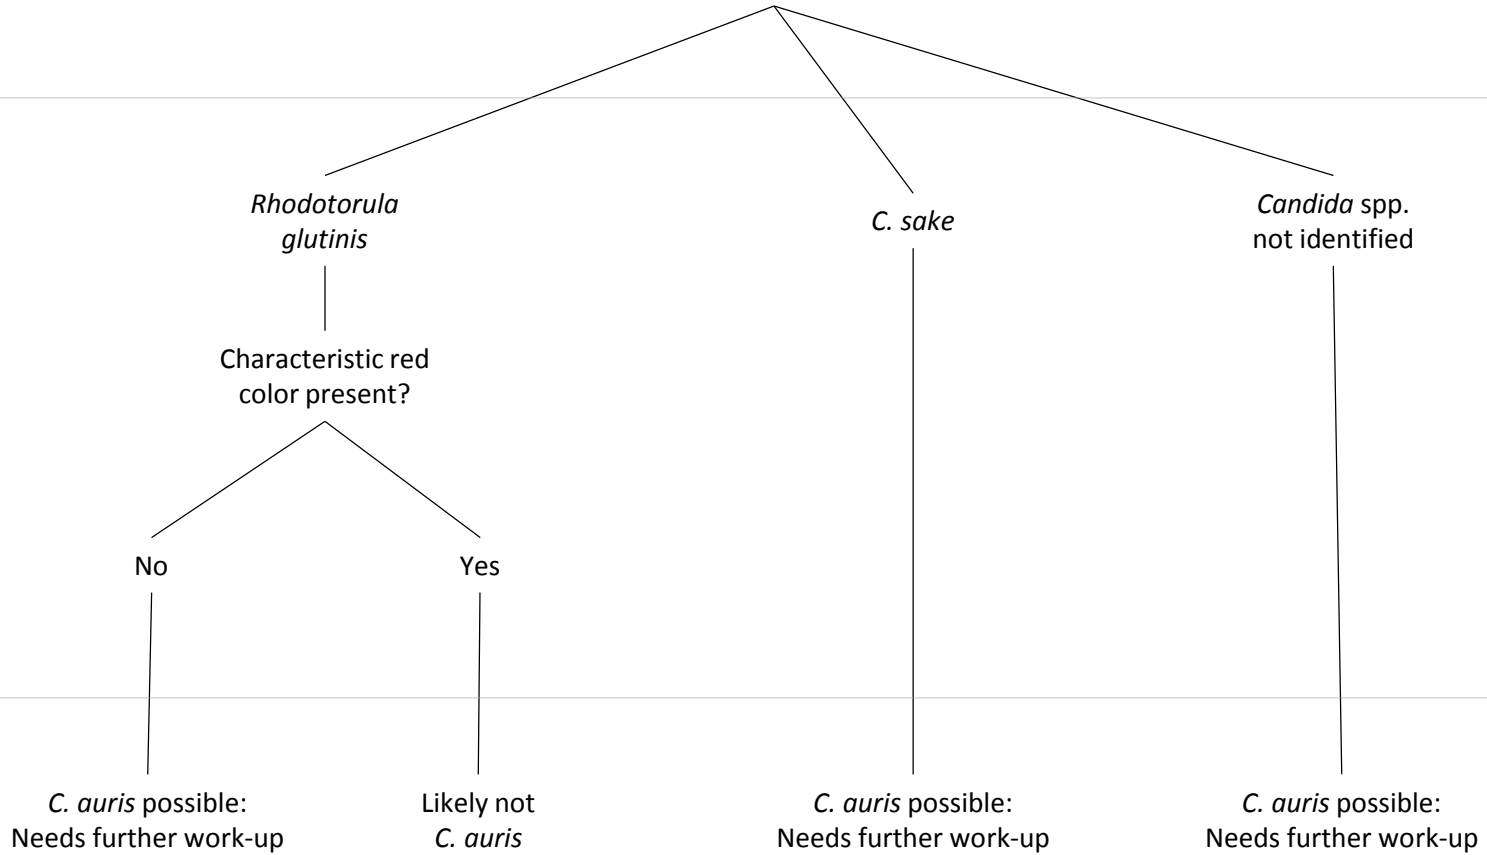 Rhodotorula
glutinis
C. sake
Candida spp.
not identified
Characteristic red
color present?
No
Yes
C. auris possible:
Needs further work-up
Likely not
C. auris
C. auris possible:
Needs further work-up
C. auris possible:
Needs further work-up